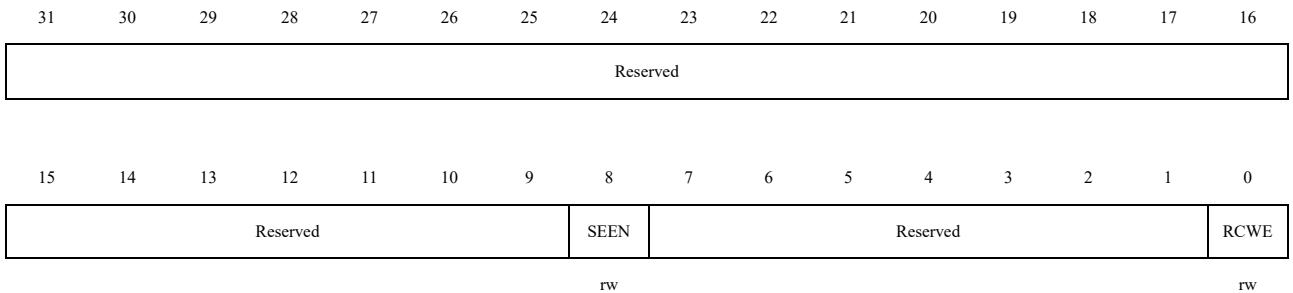 31 30 29 28 27 26 25 24 23 22 21 20 19 18 17 16
Reserved
15 14 13 12 11 10 9 8 7 6 5 4 3 2 1 0
Reserved SEEN Reserved RCWE
rw rw